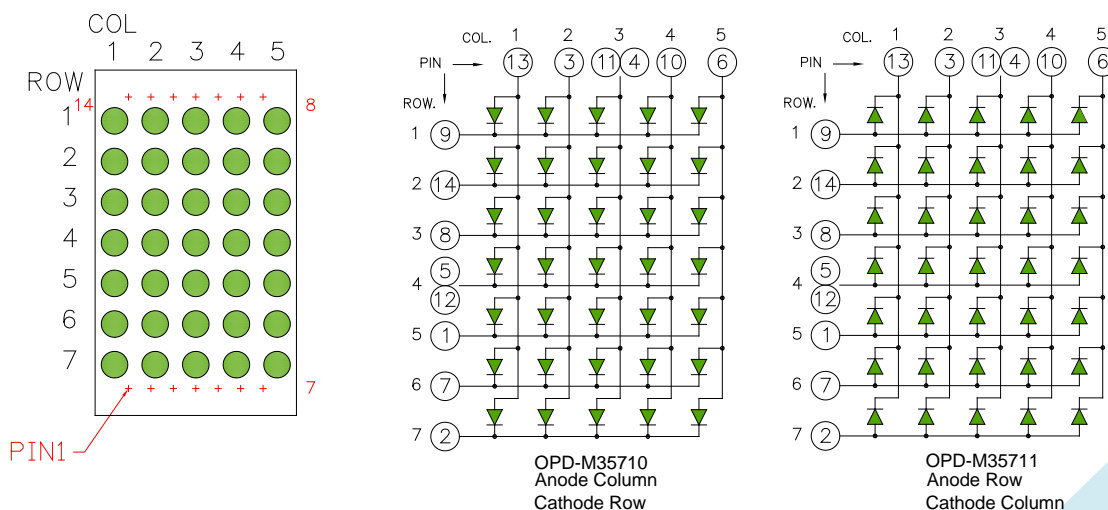 COL
1 2 3 4 5
ROW
14 8
1
2
3
4
5
6
7
7
PIN1
COL. 1 2 3 4 5
PIN 13 3 11 4 10 6
ROW.
1 9
2 14
3 8
5
4
12
5 1
6 7
7 2
OPD-M35710
Anode Column
Cathode Row
COL. 1 2 3 4 5
PIN 13 3 11 4 10 6
ROW.
1 9
2 14
3 8
5
4
12
5 1
6 7
7 2
OPD-M35711
Anode Row
Cathode Column